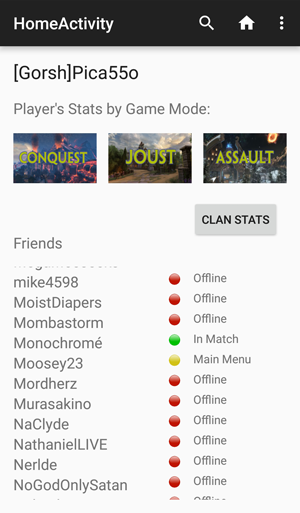 HomeActivity
[Gorsh]Pica55o
Player's Stats by Game Mode:
CONQUEST JOUST ASSAULT
CLAN STATS
Friends
mike4598 Offline
MoistDiapers Offline
Mombastorm Offline
Monochromé In Match
Moosey23 Main Menu
Mordherz Offline
Murasakino Offline
NaClyde Offline
NathanielLIVE Offline
Nerlde Offline
NoGodOnlySatan Offline
Offline